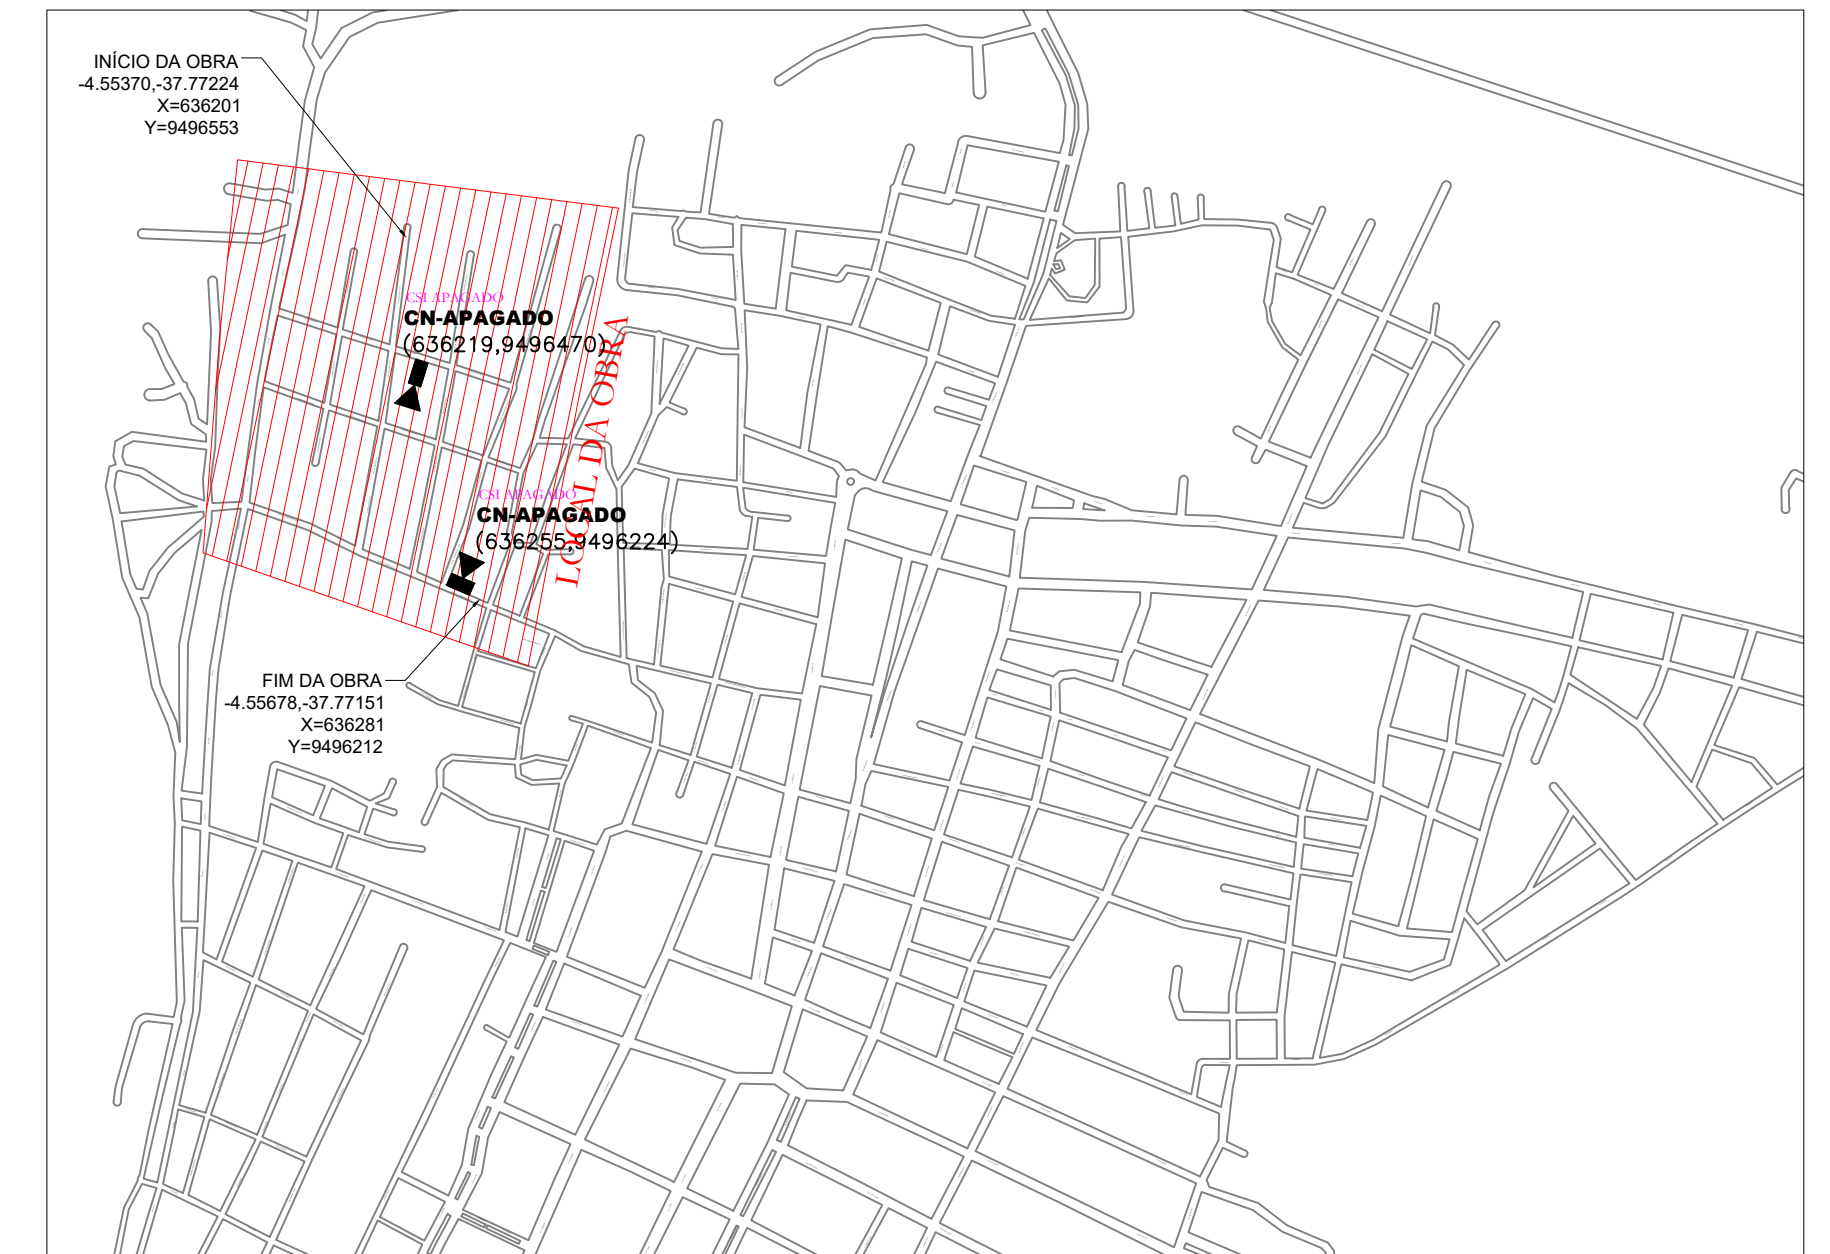 INÍCIO DA OBRA
-4.55370,-37.77224
X=636201
Y=9496553
CSI APAGADO
CN-APAGADO
(636219,9496470)
LOCAL DA OBRA
CSI APAGADO
CN-APAGADO
(636255,9496224)
FIM DA OBRA
-4.55678,-37.77151
X=636281
Y=9496212